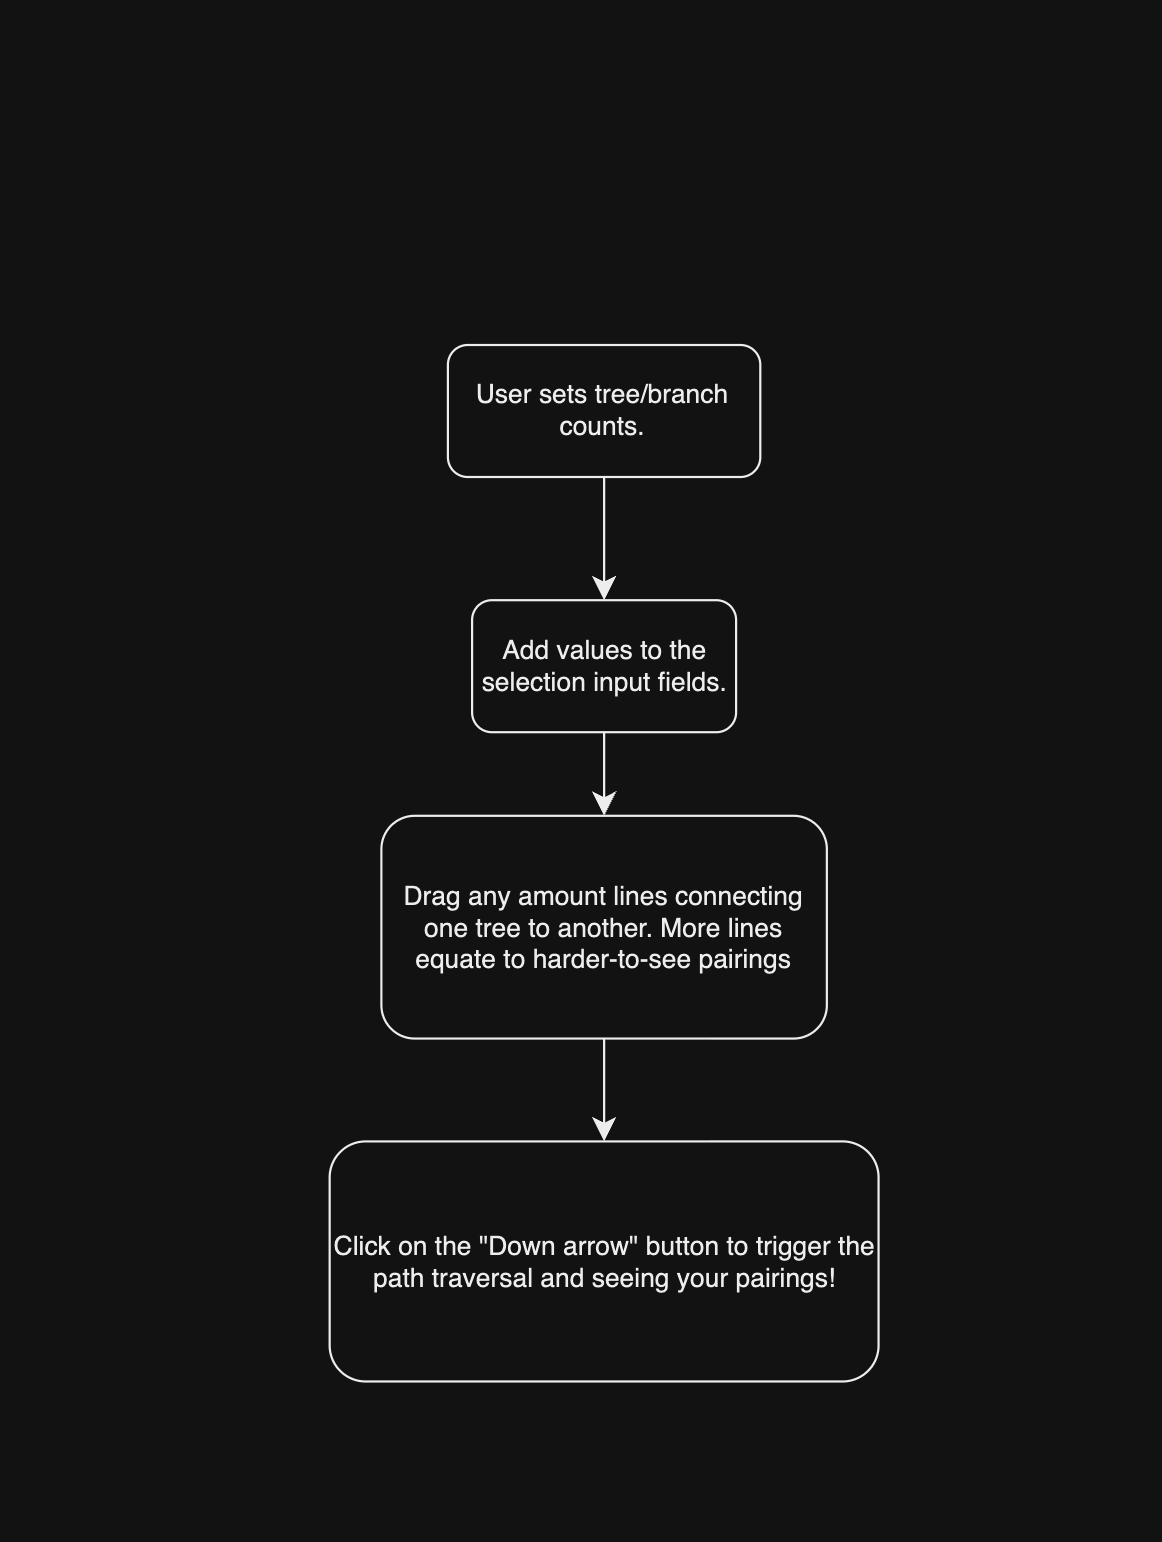 User sets tree/branch
counts.
Add values to the
selection input fields.
Drag any amount lines connecting
one tree to another. More lines
equate to harder-to-see pairings
Click on the "Down arrow" button to trigger the
path traversal and seeing your pairings!